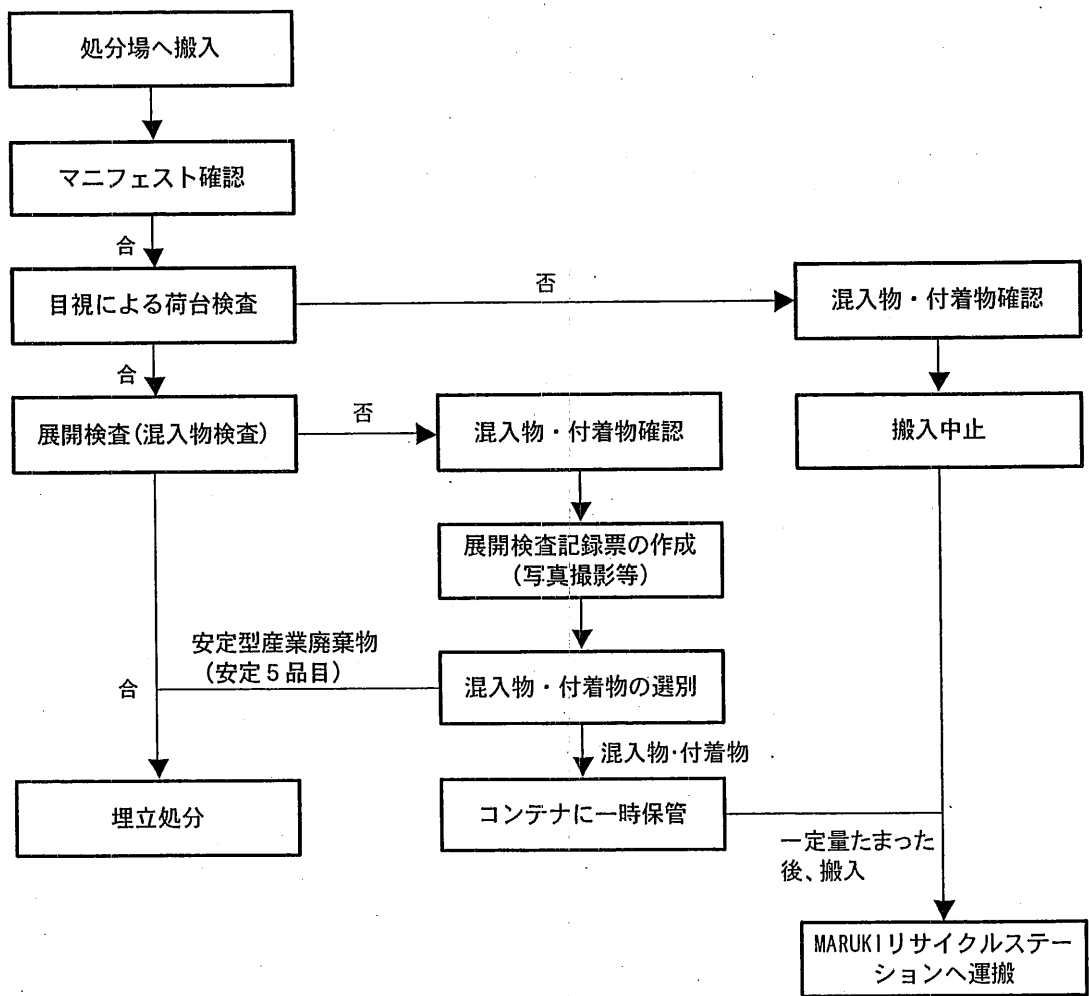 処分場へ搬入
マニフェスト確認
合
目視による荷台検査
否
混入物・付着物確認
合
展開検査(混入物検査)
否
混入物・付着物確認
搬入中止
展開検査記録票の作成
(写真撮影等)
安定型産業廃棄物
(安定5品目)
合
混入物・付着物の選別
混入物・付着物
埋立処分
コンテナに一時保管
一定量たまった
後、搬入
MARUKIリサイクルステー
ションへ運搬